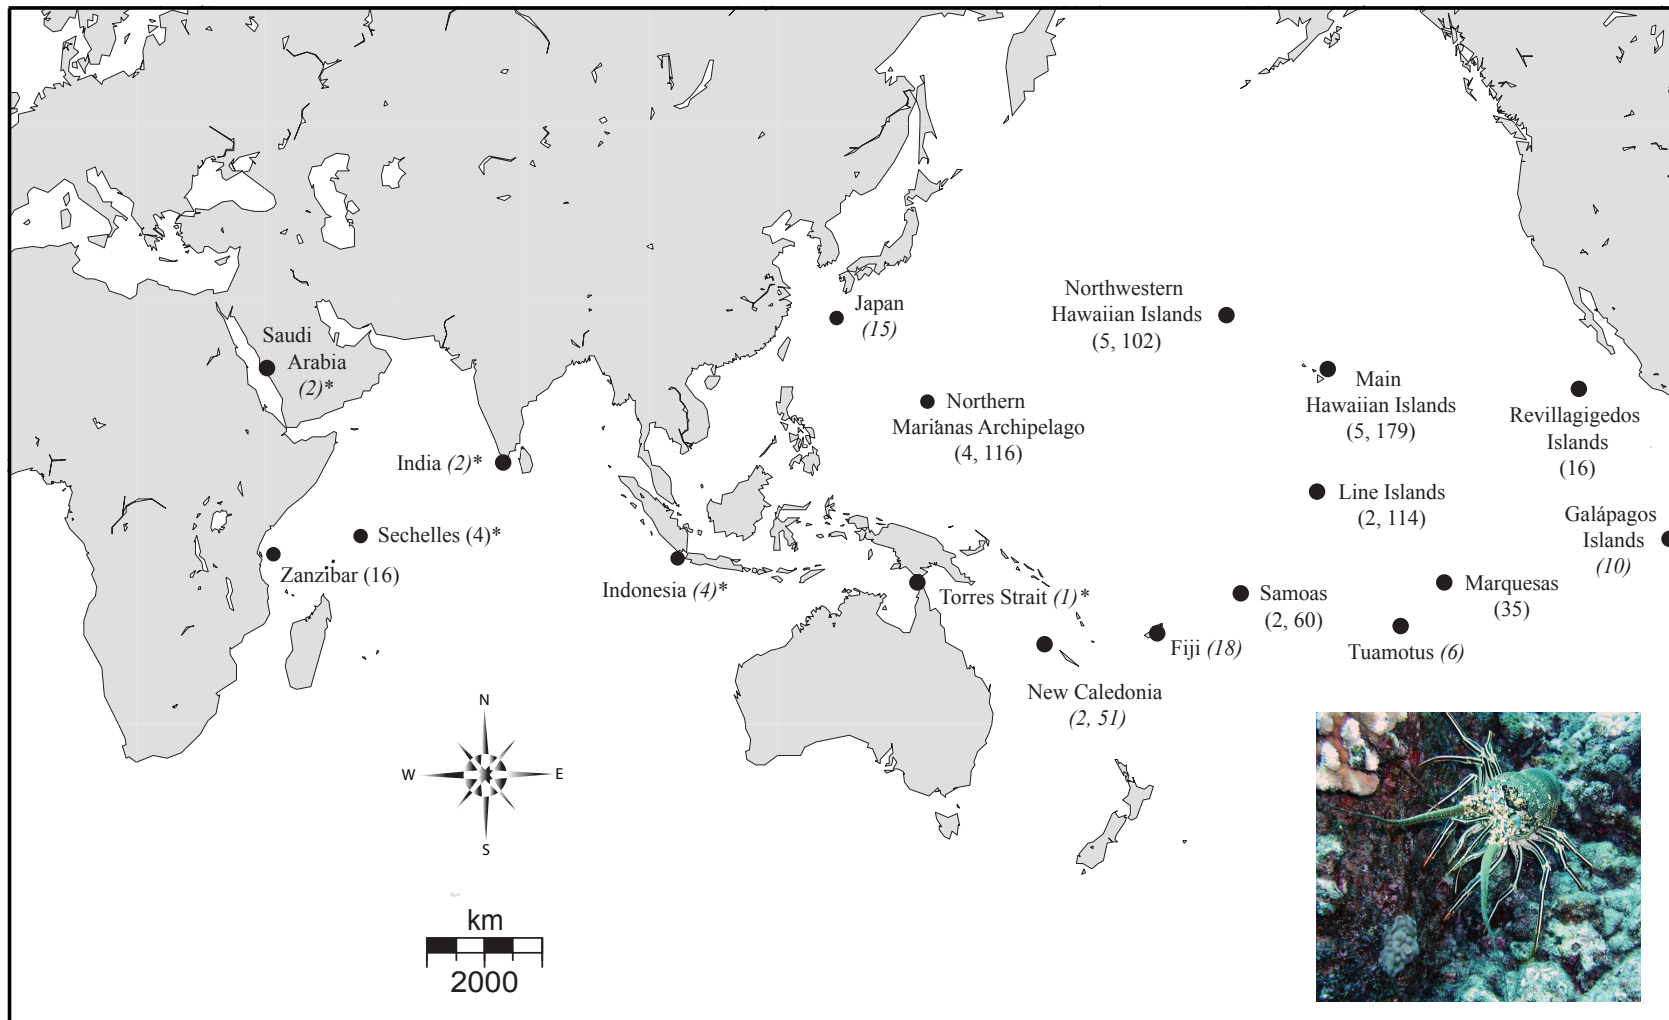 Northwestern
Hawaiian Islands
(5, 102)
Japan
(15)
Saudi
Arabia
(2)*
Main
Hawaiian Islands
(5, 179)
Northern
Marianas Archipelago
(4, 116)
Revillagigedos
Islands
(16)
India (2)*
Line Islands
(2, 114)
Galápagos
Islands
(10)
Sechelles (4)*
Zanzibar (16)
Indonesia (4)*
Torres Strait (1)*
Samoas
(2, 60)
Marquesas
(35)
Fiji (18)
Tuamotus (6)
New Caledonia
(2, 51)
N
W
E
S
km
2000